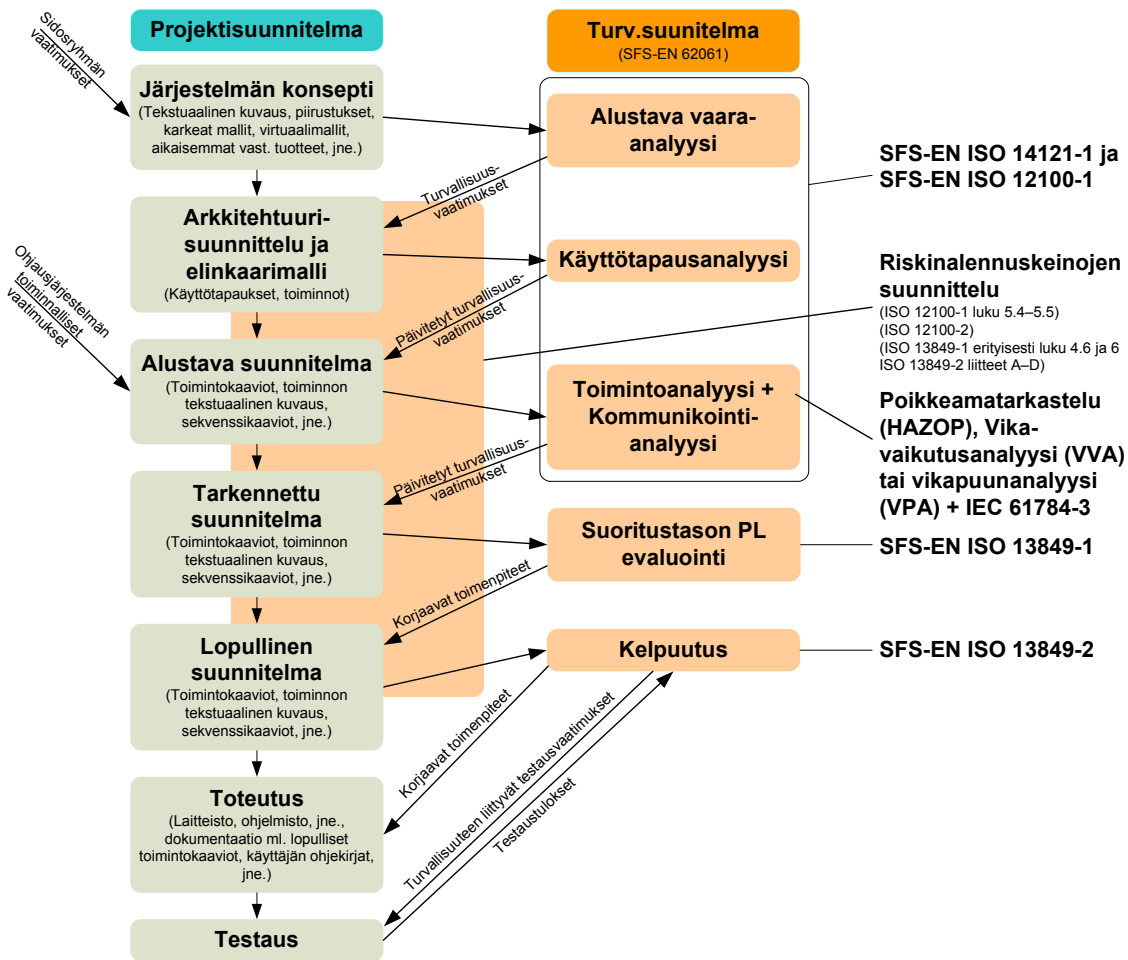 Projektisuunnitelma
Turv.suunitelma
(SFS-EN 62061)
Sidosryhmän
vaatimukset
Järjestelmän konsepti
(Tekstuaalinen kuvaus, piirustukset,
karkeat mallit, virtuaalimallit,
aikaisemmat vast. tuotteet, jne.)
Alustava vaara-
analyysi
SFS-EN ISO 14121-1 ja
SFS-EN ISO 12100-1
Turvallisuus-
vaatimukset
Arkkitehtuuri-
suunnittelu ja
elinkaarimalli
(Käyttötapaukset, toiminnot)
Käyttötapausanalyysi
Ohjausjärjestelmän
toiminnalliset
vaatimukset
Päivitetyt turvallisuus-
vaatimukset
Riskinalennuskeinojen
suunnittelu
(ISO 12100-1 luku 5.4–5.5)
(ISO 12100-2)
(ISO 13849-1 erityisesti luku 4.6 ja 6
ISO 13849-2 liitteet A–D)
Alustava suunnitelma
(Toimintokaaviot, toiminnon
tekstuaalinen kuvaus,
sekvenssikaaviot, jne.)
Toimintoanalyysi +
Kommunikointi-
analyysi
Poikkeamatarkastelu
(HAZOP), Vika-
vaikutusanalyysi (VVA)
tai vikapuunanalyysi
(VPA) + IEC 61784-3
Päivitetyt turvallisuus-
vaatimukset
Tarkennettu
suunnitelma
(Toimintokaaviot, toiminnon
tekstuaalinen kuvaus,
sekvenssikaaviot, jne.)
Suoritustason PL
evaluointi
SFS-EN ISO 13849-1
Korjaavat toimenpiteet
Lopullinen
suunnitelma
(Toimintokaaviot, toiminnon
tekstuaalinen kuvaus,
sekvenssikaaviot, jne.)
Kelpuutus
SFS-EN ISO 13849-2
Korjaavat toimenpiteet
Turvallisuuteen liittyvät testausvaatimukset
Testaustulokset
Toteutus
(Laitteisto, ohjelmisto, jne.,
dokumentaatio ml. lopulliset
toimintokaaviot, käyttäjän ohjekirjat,
jne.)
Testaus